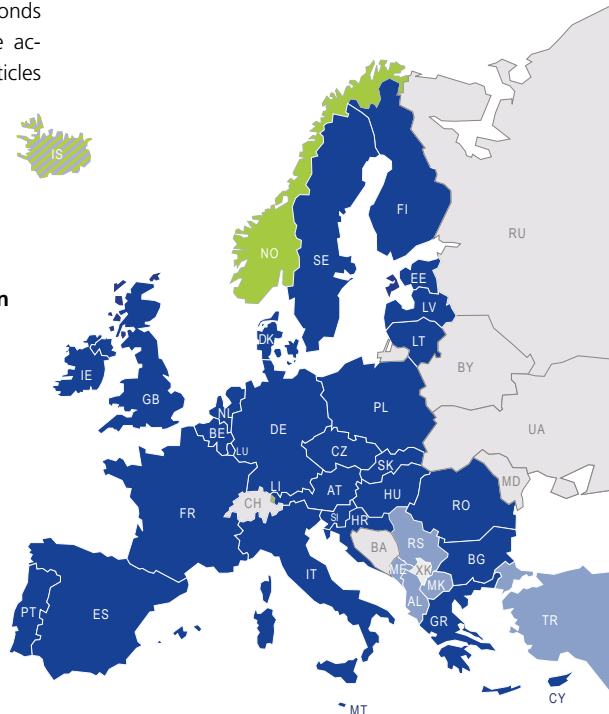 onds
e ac-
ticles
IS
n
NO
SE
FI
RU
EE
LV
LT
DK
BY
IE
GB
NL
BE
LU
DE
PL
UA
CZ
SK
LI
CH
AT
HU
MD
RO
FR
SI
HR
BA
RS
IT
ME
XK
BG
MK
AL
PT
ES
GR
TR
CY
MT